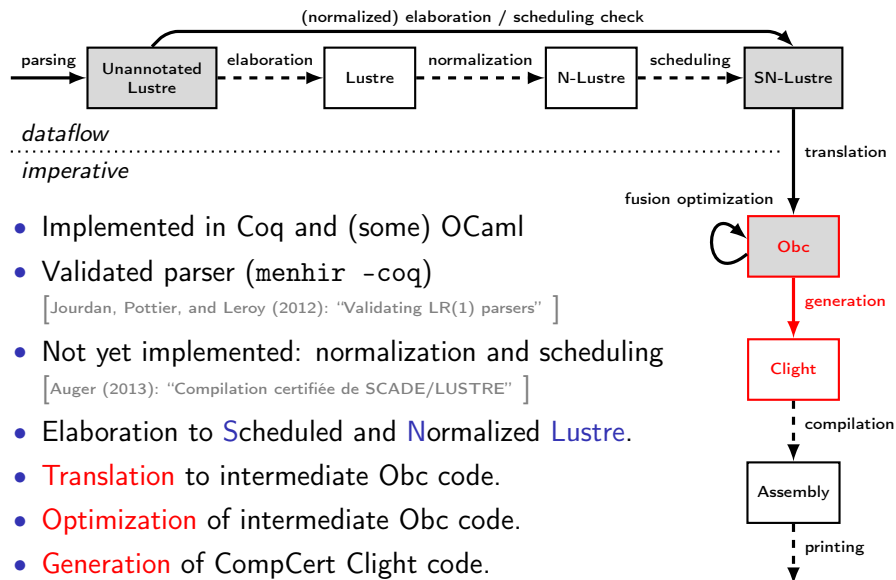 (normalized) elaboration / scheduling check
parsing
Unannotated
Lustre
elaboration
Lustre
normalization
N-Lustre
scheduling
SN-Lustre
dataflow
imperative
translation
fusion optimization
Obc
generation
Clight
compilation
Assembly
printing
• Implemented in Coq and (some) OCaml
• Validated parser (menhir -coq)
[Jourdan, Pottier, and Leroy (2012): “Validating LR(1) parsers” ]
• Not yet implemented: normalization and scheduling
[Auger (2013): “Compilation certifiée de SCADE/LUSTRE” ]
• Elaboration to Scheduled and Normalized Lustre.
• Translation to intermediate Obc code.
• Optimization of intermediate Obc code.
• Generation of CompCert Clight code.